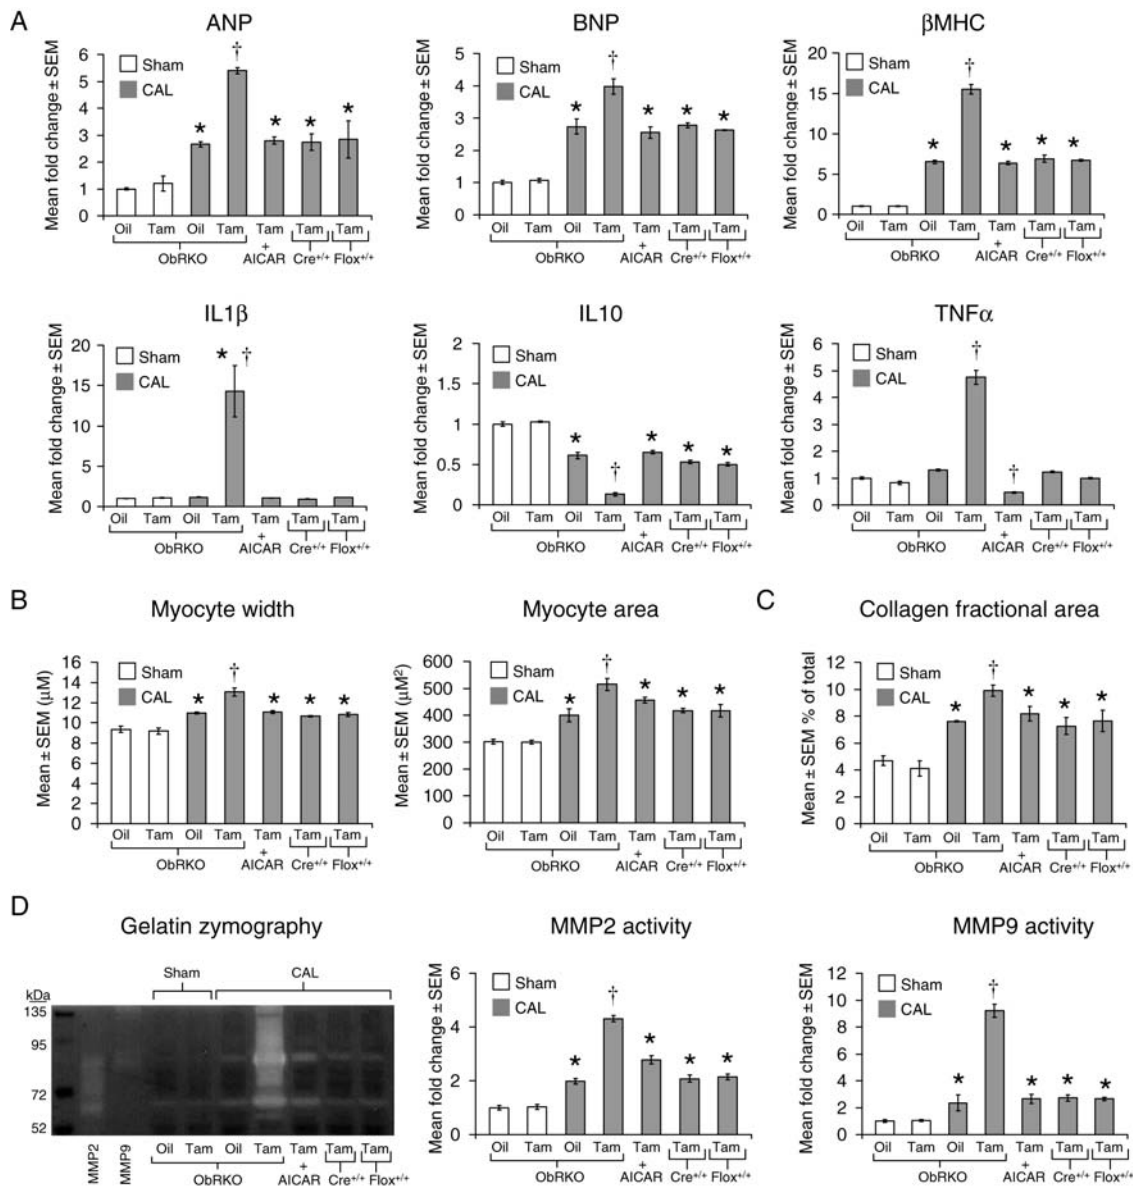 A
ANP
Mean fold change ± SEM
6
5
4
3
2
1
0
Sham
CAL
†
*
*
*
*
Oil Tam Oil Tam Tam Tam Tam
+
ObRKO AICAR Cre+/+ Flox+/+
BNP
Mean fold change ± SEM
5
4
3
2
1
0
Sham
CAL
†
*
*
*
*
Oil Tam Oil Tam Tam Tam Tam
+
ObRKO AICAR Cre+/+ Flox+/+
βMHC
Mean fold change ± SEM
20
15
10
5
0
Sham
CAL
†
*
*
*
*
Oil Tam Oil Tam Tam Tam Tam
+
ObRKO AICAR Cre+/+ Flox+/+
IL1β
Mean fold change ± SEM
20
15
10
5
0
Sham
CAL
* †
Oil Tam Oil Tam Tam Tam Tam
+
ObRKO AICAR Cre+/+ Flox+/+
IL10
Mean fold change ± SEM
2
1.5
1
0.5
0
Sham
CAL
*
†
*
*
*
Oil Tam Oil Tam Tam Tam Tam
+
ObRKO AICAR Cre+/+ Flox+/+
TNFα
Mean fold change ± SEM
6
5
4
3
2
1
0
Sham
CAL
†
†
Oil Tam Oil Tam Tam Tam Tam
+
ObRKO AICAR Cre+/+ Flox+/+
B
Myocyte width
Mean ± SEM (μM)
16
14
12
10
8
6
4
2
0
Sham
CAL
*
†
*
*
*
Oil Tam Oil Tam Tam Tam Tam
+
ObRKO AICAR Cre+/+ Flox+/+
Myocyte area
Mean ± SEM (μM²)
600
500
400
300
200
100
0
Sham
CAL
*
†
*
*
*
Oil Tam Oil Tam Tam Tam Tam
+
ObRKO AICAR Cre+/+ Flox+/+
C
Collagen fractional area
Mean ± SEM % of total
12
10
8
6
4
2
0
Sham
CAL
*
†
*
*
*
Oil Tam Oil Tam Tam Tam Tam
+
ObRKO AICAR Cre+/+ Flox+/+
D
Gelatin zymography
Sham CAL
kDa
135
95
72
52
MMP2 MMP9 Oil Tam Oil Tam Tam Tam Tam
+
ObRKO AICAR Cre+/+ Flox+/+
MMP2 activity
Mean fold change ± SEM
6
4
2
0
Sham
CAL
*
†
*
*
*
Oil Tam Oil Tam Tam Tam Tam
+
ObRKO AICAR Cre+/+ Flox+/+
MMP9 activity
Mean fold change ± SEM
12
10
8
6
4
2
0
Sham
CAL
*
†
*
*
*
Oil Tam Oil Tam Tam Tam Tam
+
ObRKO AICAR Cre+/+ Flox+/+